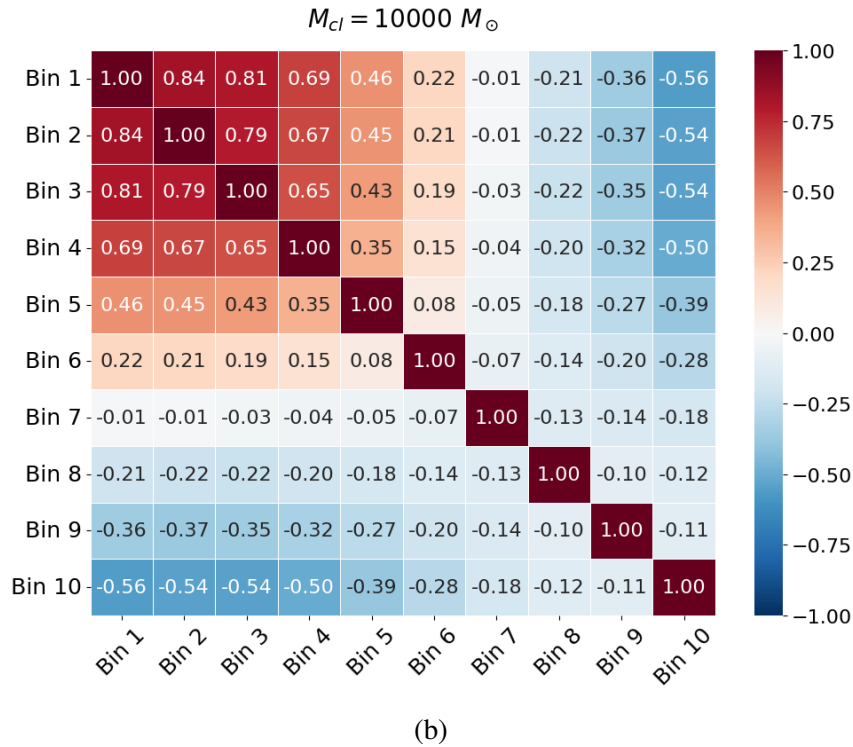 M_cl = 10000 M_⊙
Bin 1 1.00 0.84 0.81 0.69 0.46 0.22 -0.01 -0.21 -0.36 -0.56
Bin 2 0.84 1.00 0.79 0.67 0.45 0.21 -0.01 -0.22 -0.37 -0.54
Bin 3 0.81 0.79 1.00 0.65 0.43 0.19 -0.03 -0.22 -0.35 -0.54
Bin 4 0.69 0.67 0.65 1.00 0.35 0.15 -0.04 -0.20 -0.32 -0.50
Bin 5 0.46 0.45 0.43 0.35 1.00 0.08 -0.05 -0.18 -0.27 -0.39
Bin 6 0.22 0.21 0.19 0.15 0.08 1.00 -0.07 -0.14 -0.20 -0.28
Bin 7 -0.01 -0.01 -0.03 -0.04 -0.05 -0.07 1.00 -0.13 -0.14 -0.18
Bin 8 -0.21 -0.22 -0.22 -0.20 -0.18 -0.14 -0.13 1.00 -0.10 -0.12
Bin 9 -0.36 -0.37 -0.35 -0.32 -0.27 -0.20 -0.14 -0.10 1.00 -0.11
Bin 10 -0.56 -0.54 -0.54 -0.50 -0.39 -0.28 -0.18 -0.12 -0.11 1.00
Bin 1 Bin 2 Bin 3 Bin 4 Bin 5 Bin 6 Bin 7 Bin 8 Bin 9 Bin 10
1.00
0.75
0.50
0.25
0.00
−0.25
−0.50
−0.75
−1.00
(b)